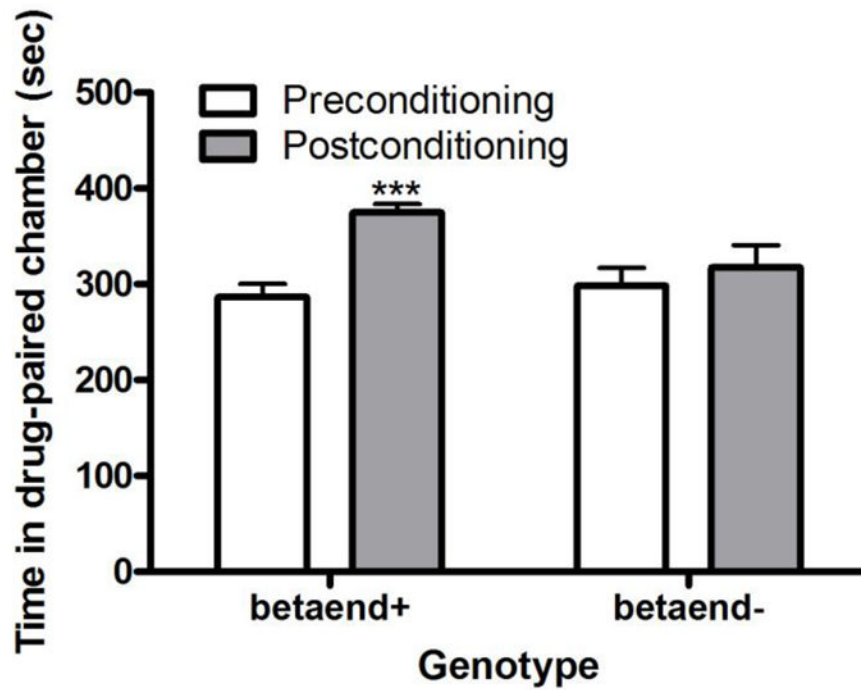 Time in drug-paired chamber (sec)
500
400
300
200
100
0
Preconditioning
Postconditioning
***
betaend+
betaend-
Genotype